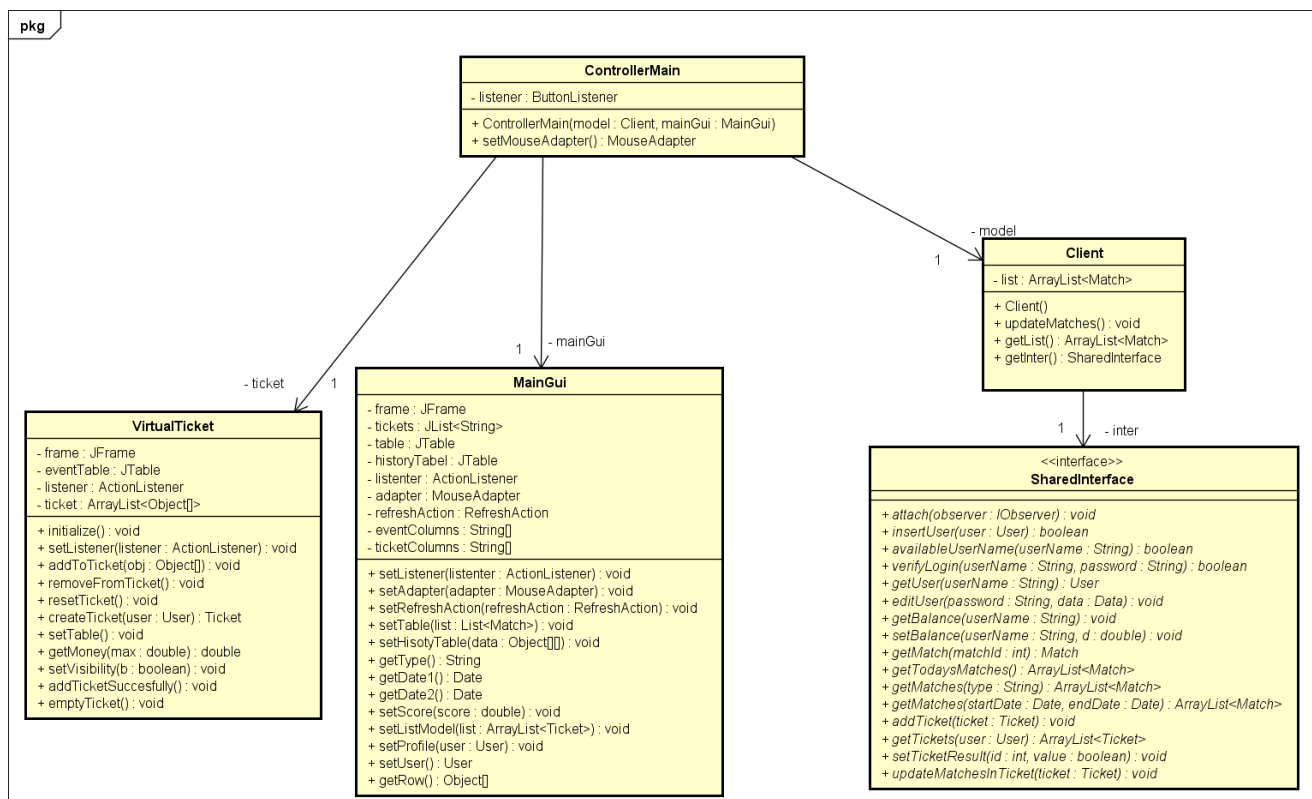 pkg
ControllerMain
- listener : ButtonListener
+ ControllerMain(model : Client, mainGui : MainGui)
+ setMouseAdapter() : MouseAdapter
- model
1
Client
- list : ArrayList<Match>
+ Client()
+ updateMatches() : void
+ getList() : ArrayList<Match>
+ getInter() : SharedInterface
- mainGui
1
- ticket
1
VirtualTicket
- frame : JFrame
- eventTable : JTable
- listener : ActionListener
- ticket : ArrayList<Object[]>
+ initialize() : void
+ setListener(listener : ActionListener) : void
+ addToTicket(obj : Object[]) : void
+ removeFromTicket() : void
+ resetTicket() : void
+ createTicket(user : User) : Ticket
+ setTable() : void
+ getMoney(max : double) : double
+ setVisibility(b : boolean) : void
+ addTicketSuccesfully() : void
+ emptyTicket() : void
MainGui
- frame : JFrame
- tickets : JList<String>
- table : JTable
- historyTabel : JTable
- listenter : ActionListener
- adapter : MouseAdapter
- refreshAction : RefreshAction
- eventColumns : String[]
- ticketColumns : String[]
+ setListener(listenter : ActionListener) : void
+ setAdapter(adapter : MouseAdapter) : void
+ setRefreshAction(refreshAction : RefreshAction) : void
+ setTable(list : List<Match>) : void
+ setHisotyTable(data : Object[][]) : void
+ getType() : String
+ getDate1() : Date
+ getDate2() : Date
+ setScore(score : double) : void
+ setListModel(list : ArrayList<Ticket>) : void
+ setProfile(user : User) : void
+ setUser() : User
+ getRow() : Object[]
1
- inter
<<interface>>
SharedInterface
+ attach(observer : IObserver) : void
+ insertUser(user : User) : boolean
+ availableUserName(userName : String) : boolean
+ verifyLogin(userName : String, password : String) : boolean
+ getUser(userName : String) : User
+ editUser(password : String, data : Data) : void
+ getBalance(userName : String) : void
+ setBalance(userName : String, d : double) : void
+ getMatch(matchId : int) : Match
+ getTodaysMatches() : ArrayList<Match>
+ getMatches(type : String) : ArrayList<Match>
+ getMatches(startDate : Date, endDate : Date) : ArrayList<Match>
+ addTicket(ticket : Ticket) : void
+ getTickets(user : User) : ArrayList<Ticket>
+ setTicketResult(id : int, value : boolean) : void
+ updateMatchesInTicket(ticket : Ticket) : void